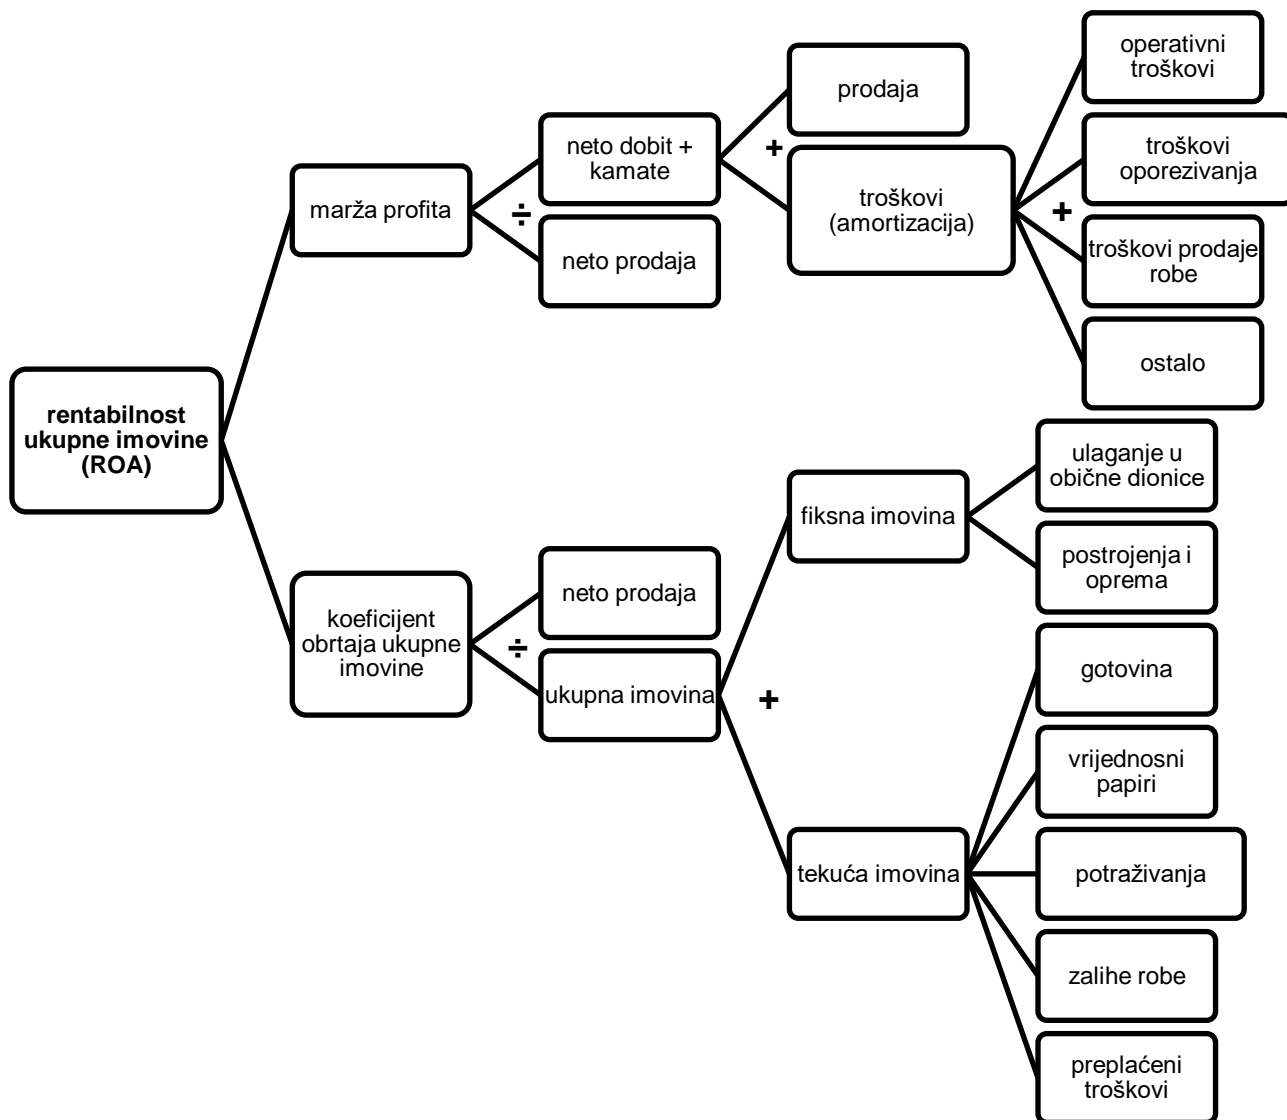 rentabilnost
ukupne imovine
(ROA)
marža profita
÷
neto dobit +
kamate
neto prodaja
+
prodaja
troškovi
(amortizacija)
+
operativni
troškovi
troškovi
oporezivanja
troškovi prodaje
robe
ostalo
koeficijent
obrtaja ukupne
imovine
÷
neto prodaja
ukupna imovina
+
fiksna imovina
ulaganje u
obične dionice
postrojenja i
oprema
tekuća imovina
gotovina
vrijednosni
papiri
potraživanja
zalihe robe
preplaćeni
troškovi